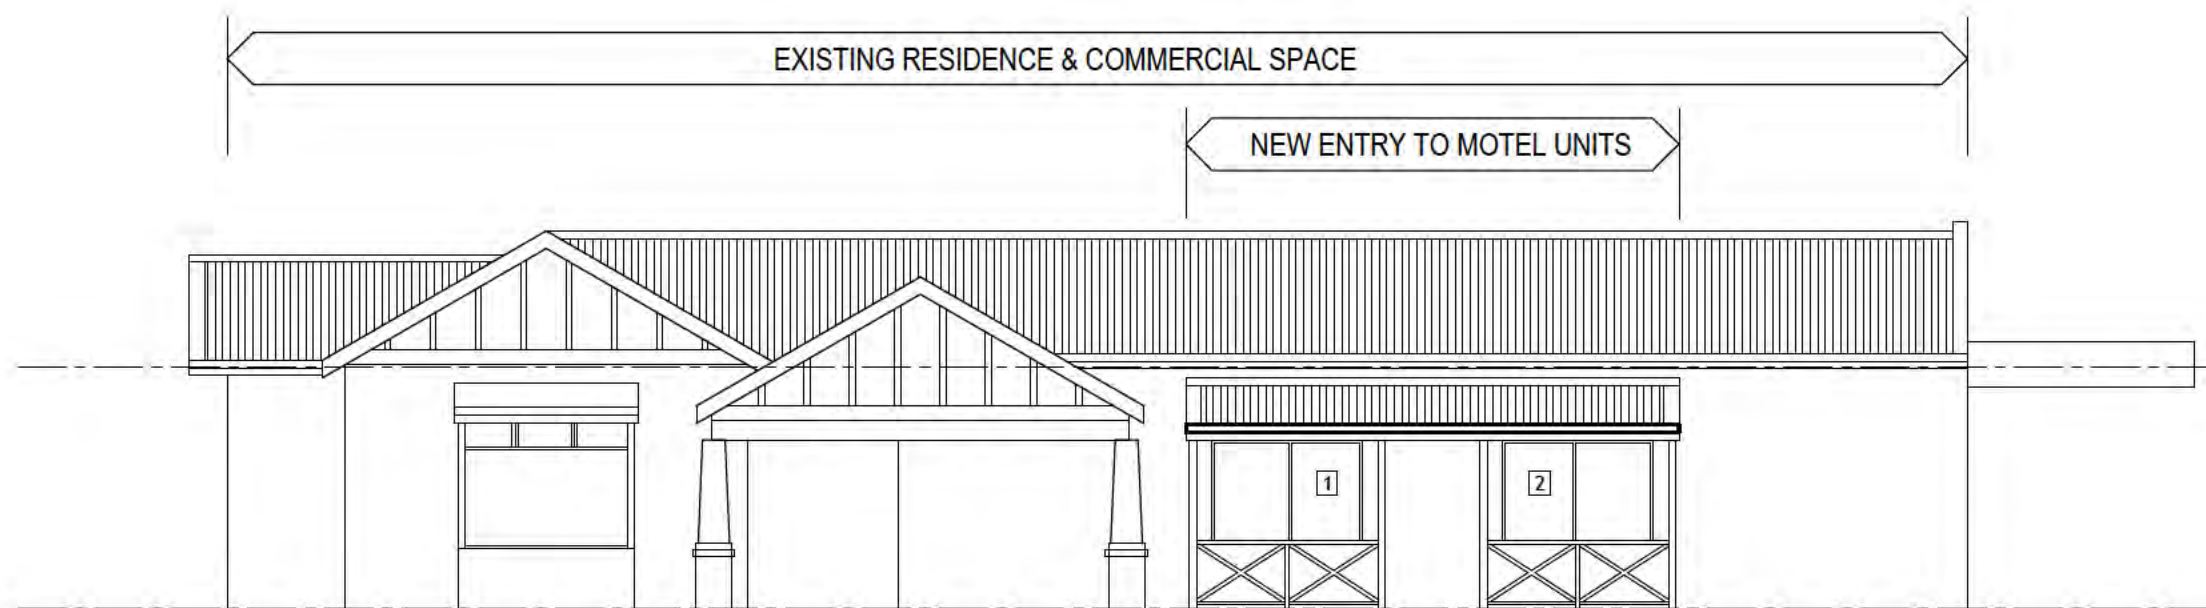 EXISTING RESIDENCE & COMMERCIAL SPACE
NEW ENTRY TO MOTEL UNITS
1
2